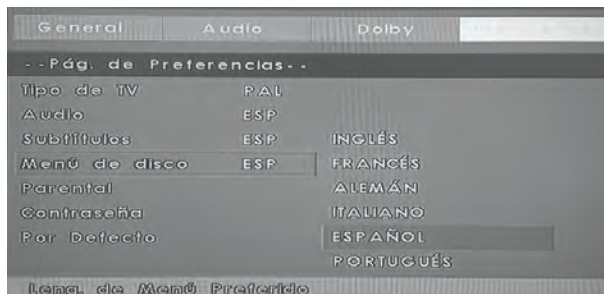 General Audio Dolby
--Pág. de Preferencias--
Tipo de TV PAL
Audio ESP
Subtítulos ESP INGLÉS
Menú de disco ESP FRANCÉS
Parental ALEMÁN
Contraseña ITALIANO
Por Defecto ESPAÑOL
PORTUGUÉS
Leng. de Menú Preferido